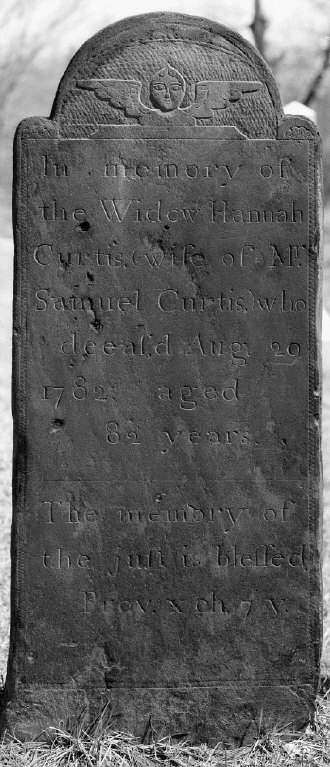 In memory of
the Widow Hannah
Curtis, (wife of Mr.
Samuel Curtis,) who
deceaſ,d Aug. 29
1782; aged
82 years.
The memory of
the juſt is bleſſed
Prov. x ch. 7 v.